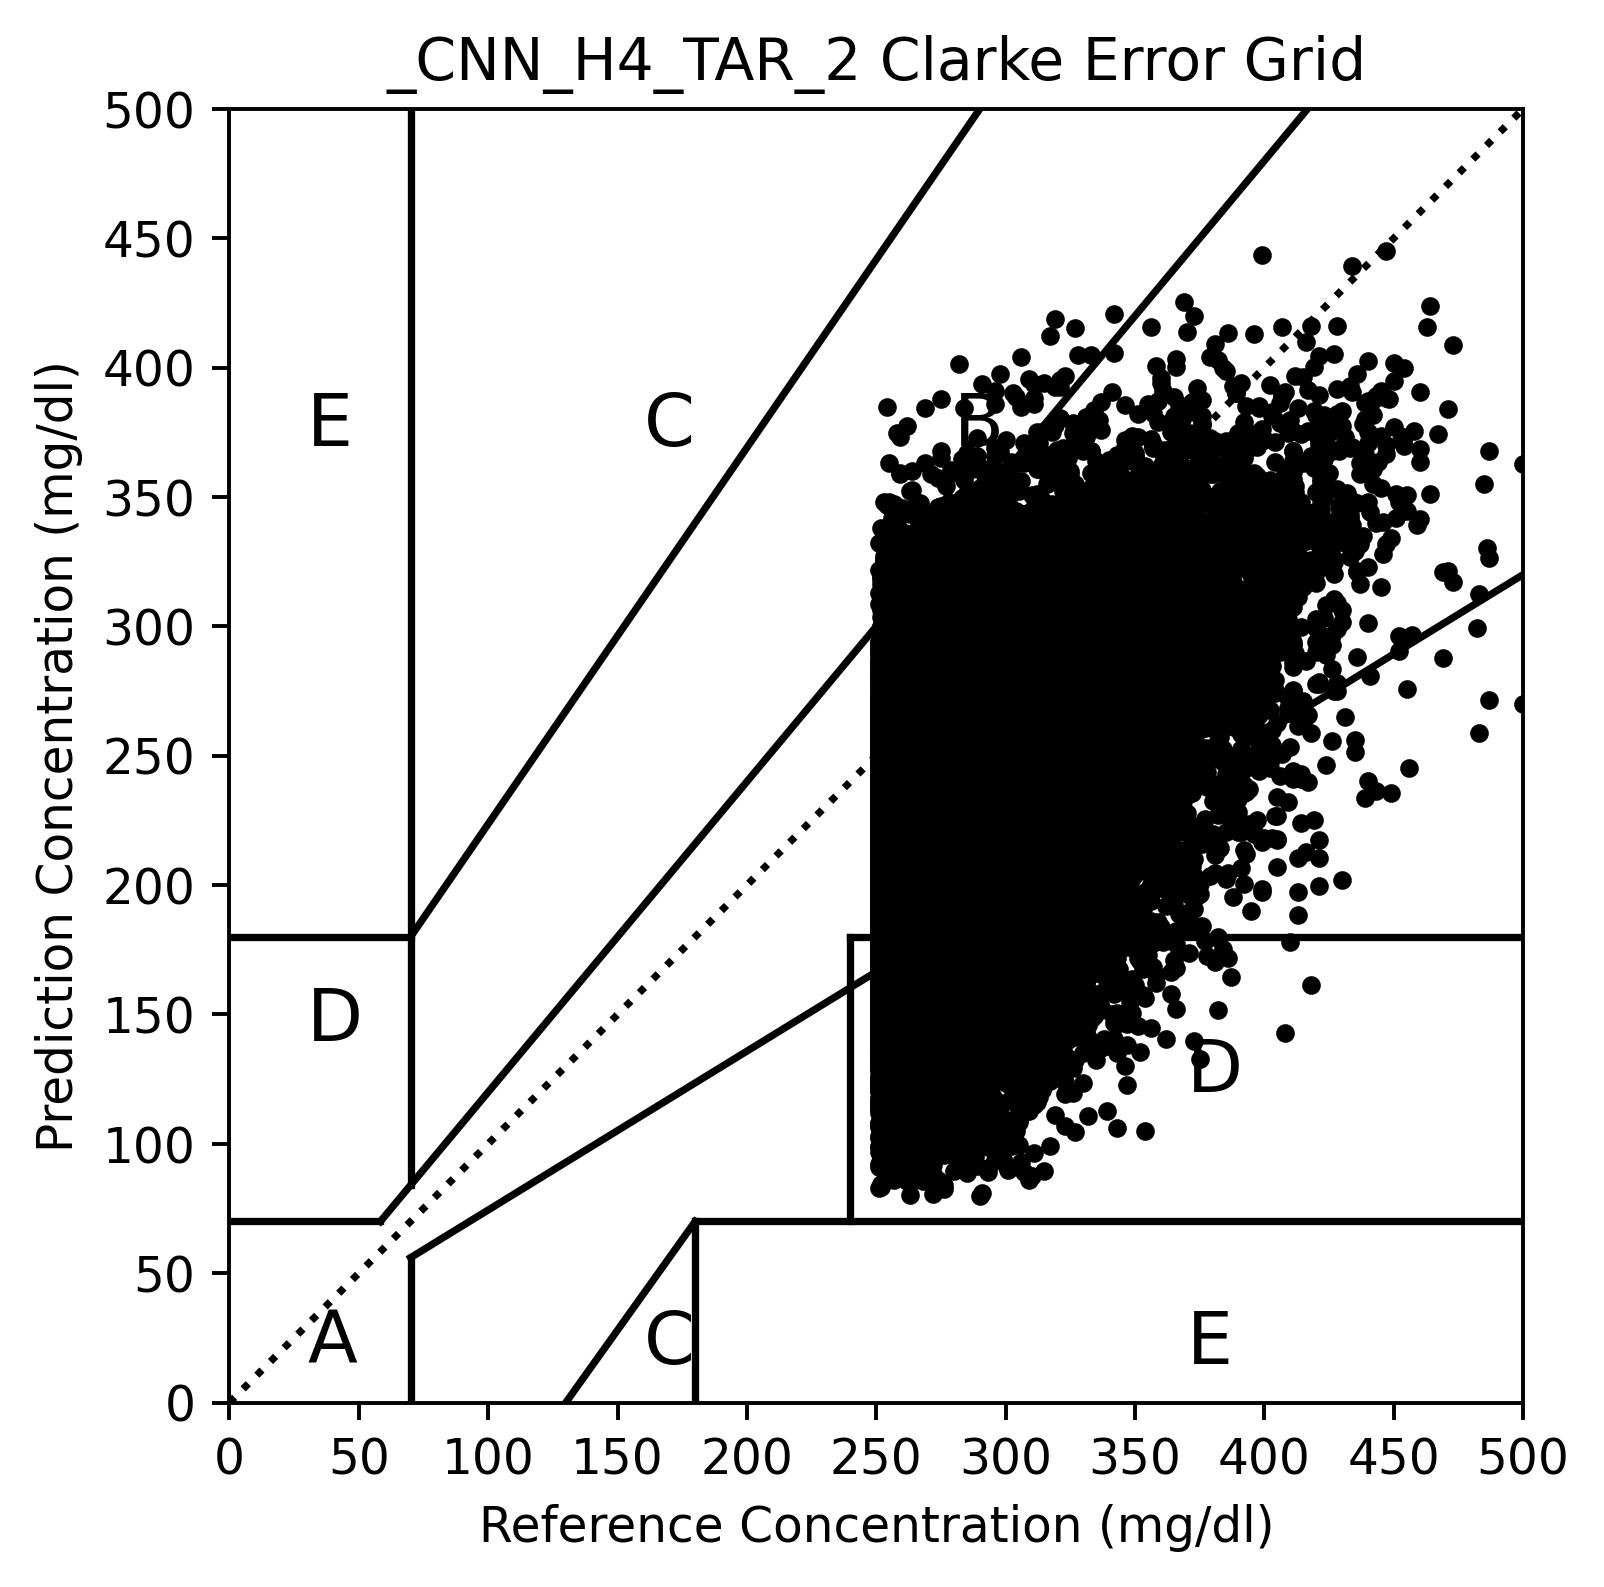 _CNN_H4_TAR_2 Clarke Error Grid
500
450
400
350
300
250
200
150
100
50
0
Prediction Concentration (mg/dl)
E
C
B
D
D
A
C
E
0 50 100 150 200 250 300 350 400 450 500
Reference Concentration (mg/dl)